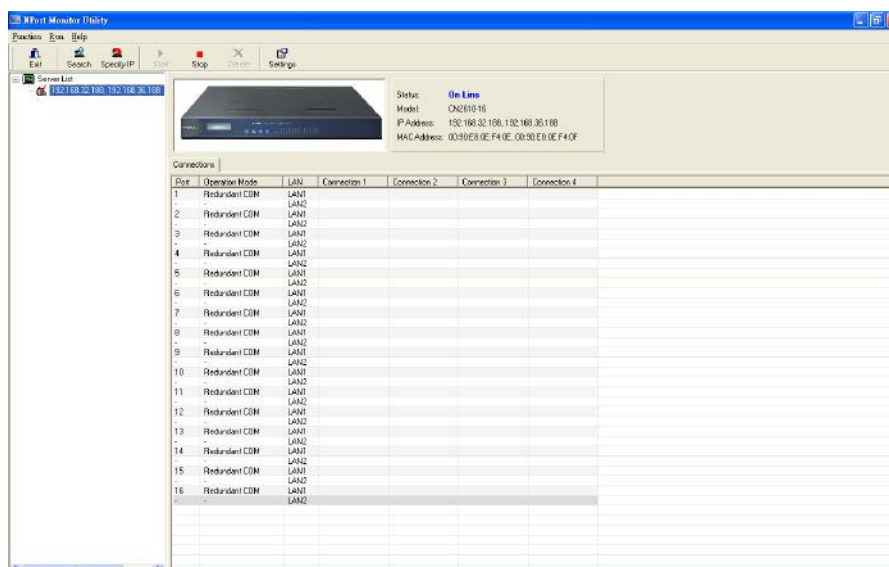 NPort Monitor Utility
Function Run Help
Exit Search Specify IP Start Stop Delete Settings
Server List
192.168.32.188, 192.168.36.188
Status: On Line
Model: CN2610-16
IP Address: 192.168.32.188, 192.168.36.188
MAC Address: 00:90:E8:0E:F4:0E, 00:90:E8:0E:F4:0F
Connections
Port Operation Mode LAN Connection 1 Connection 2 Connection 3 Connection 4
1 Redundant COM LAN1
- - LAN2
2 Redundant COM LAN1
- - LAN2
3 Redundant COM LAN1
- - LAN2
4 Redundant COM LAN1
- - LAN2
5 Redundant COM LAN1
- - LAN2
6 Redundant COM LAN1
- - LAN2
7 Redundant COM LAN1
- - LAN2
8 Redundant COM LAN1
- - LAN2
9 Redundant COM LAN1
- - LAN2
10 Redundant COM LAN1
- - LAN2
11 Redundant COM LAN1
- - LAN2
12 Redundant COM LAN1
- - LAN2
13 Redundant COM LAN1
- - LAN2
14 Redundant COM LAN1
- - LAN2
15 Redundant COM LAN1
- - LAN2
16 Redundant COM LAN1
- - LAN2